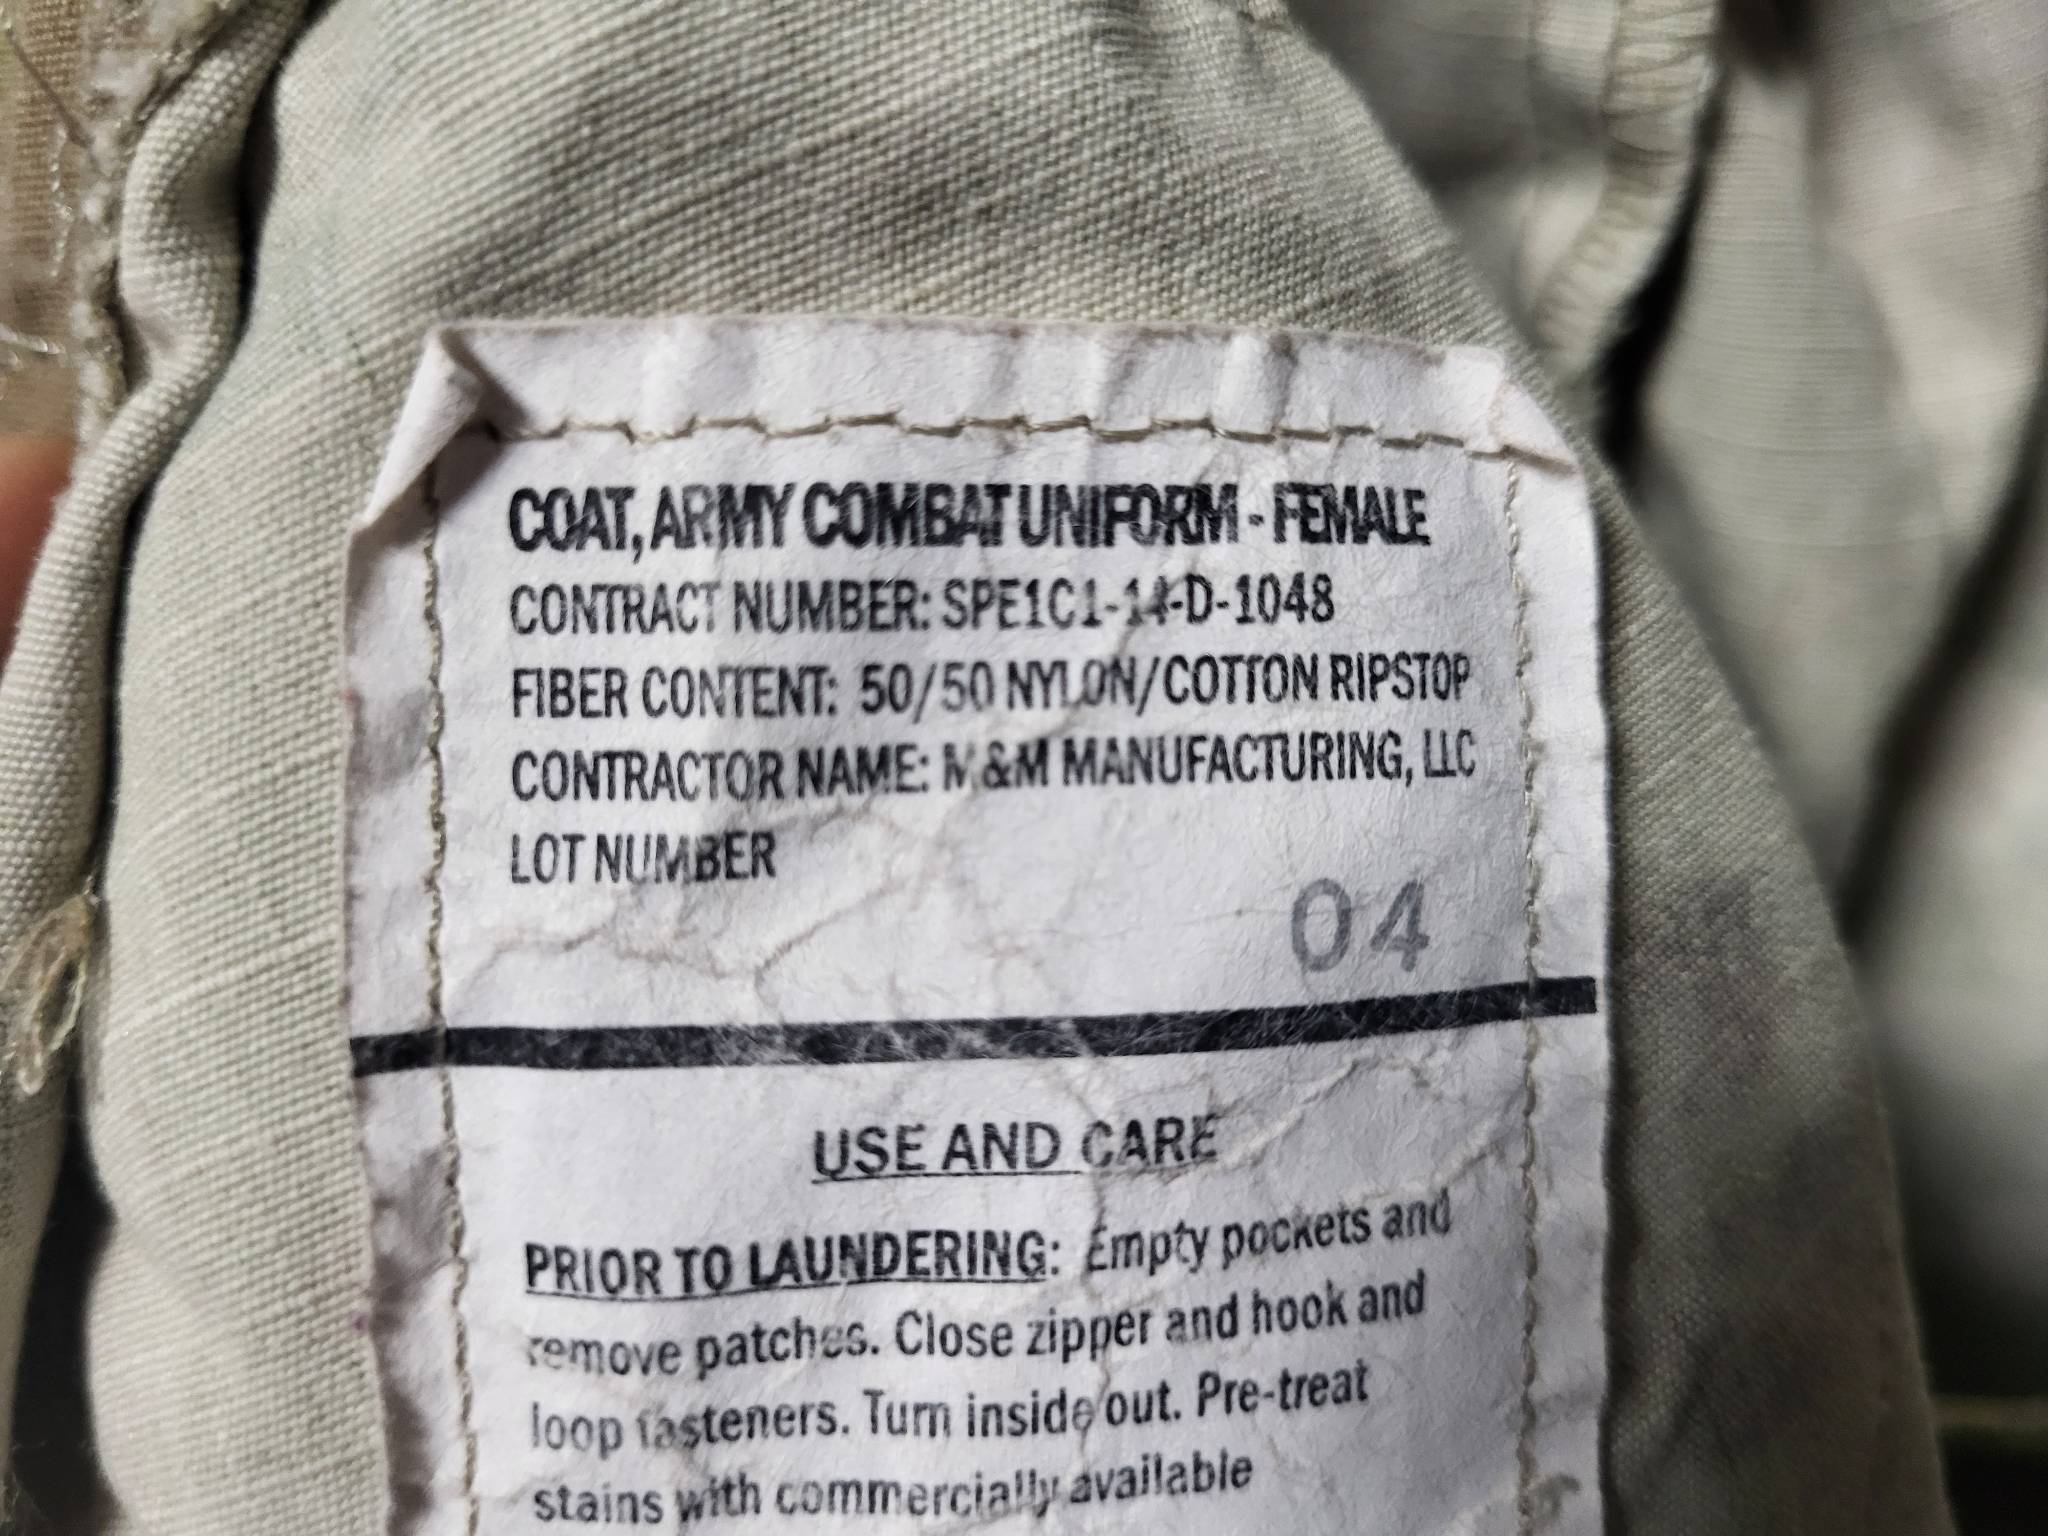 COAT, ARMY COMBAT UNIFORM - FEMALE
CONTRACT NUMBER: SPE1C1-14-D-1048
FIBER CONTENT: 50/50 NYLON/COTTON RIPSTOP
CONTRACTOR NAME: M&M MANUFACTURING, LLC
LOT NUMBER
04
USE AND CARE
PRIOR TO LAUNDERING: Empty pockets and
remove patches. Close zipper and hook and
loop fasteners. Turn inside out. Pre-treat
stains with commercially available